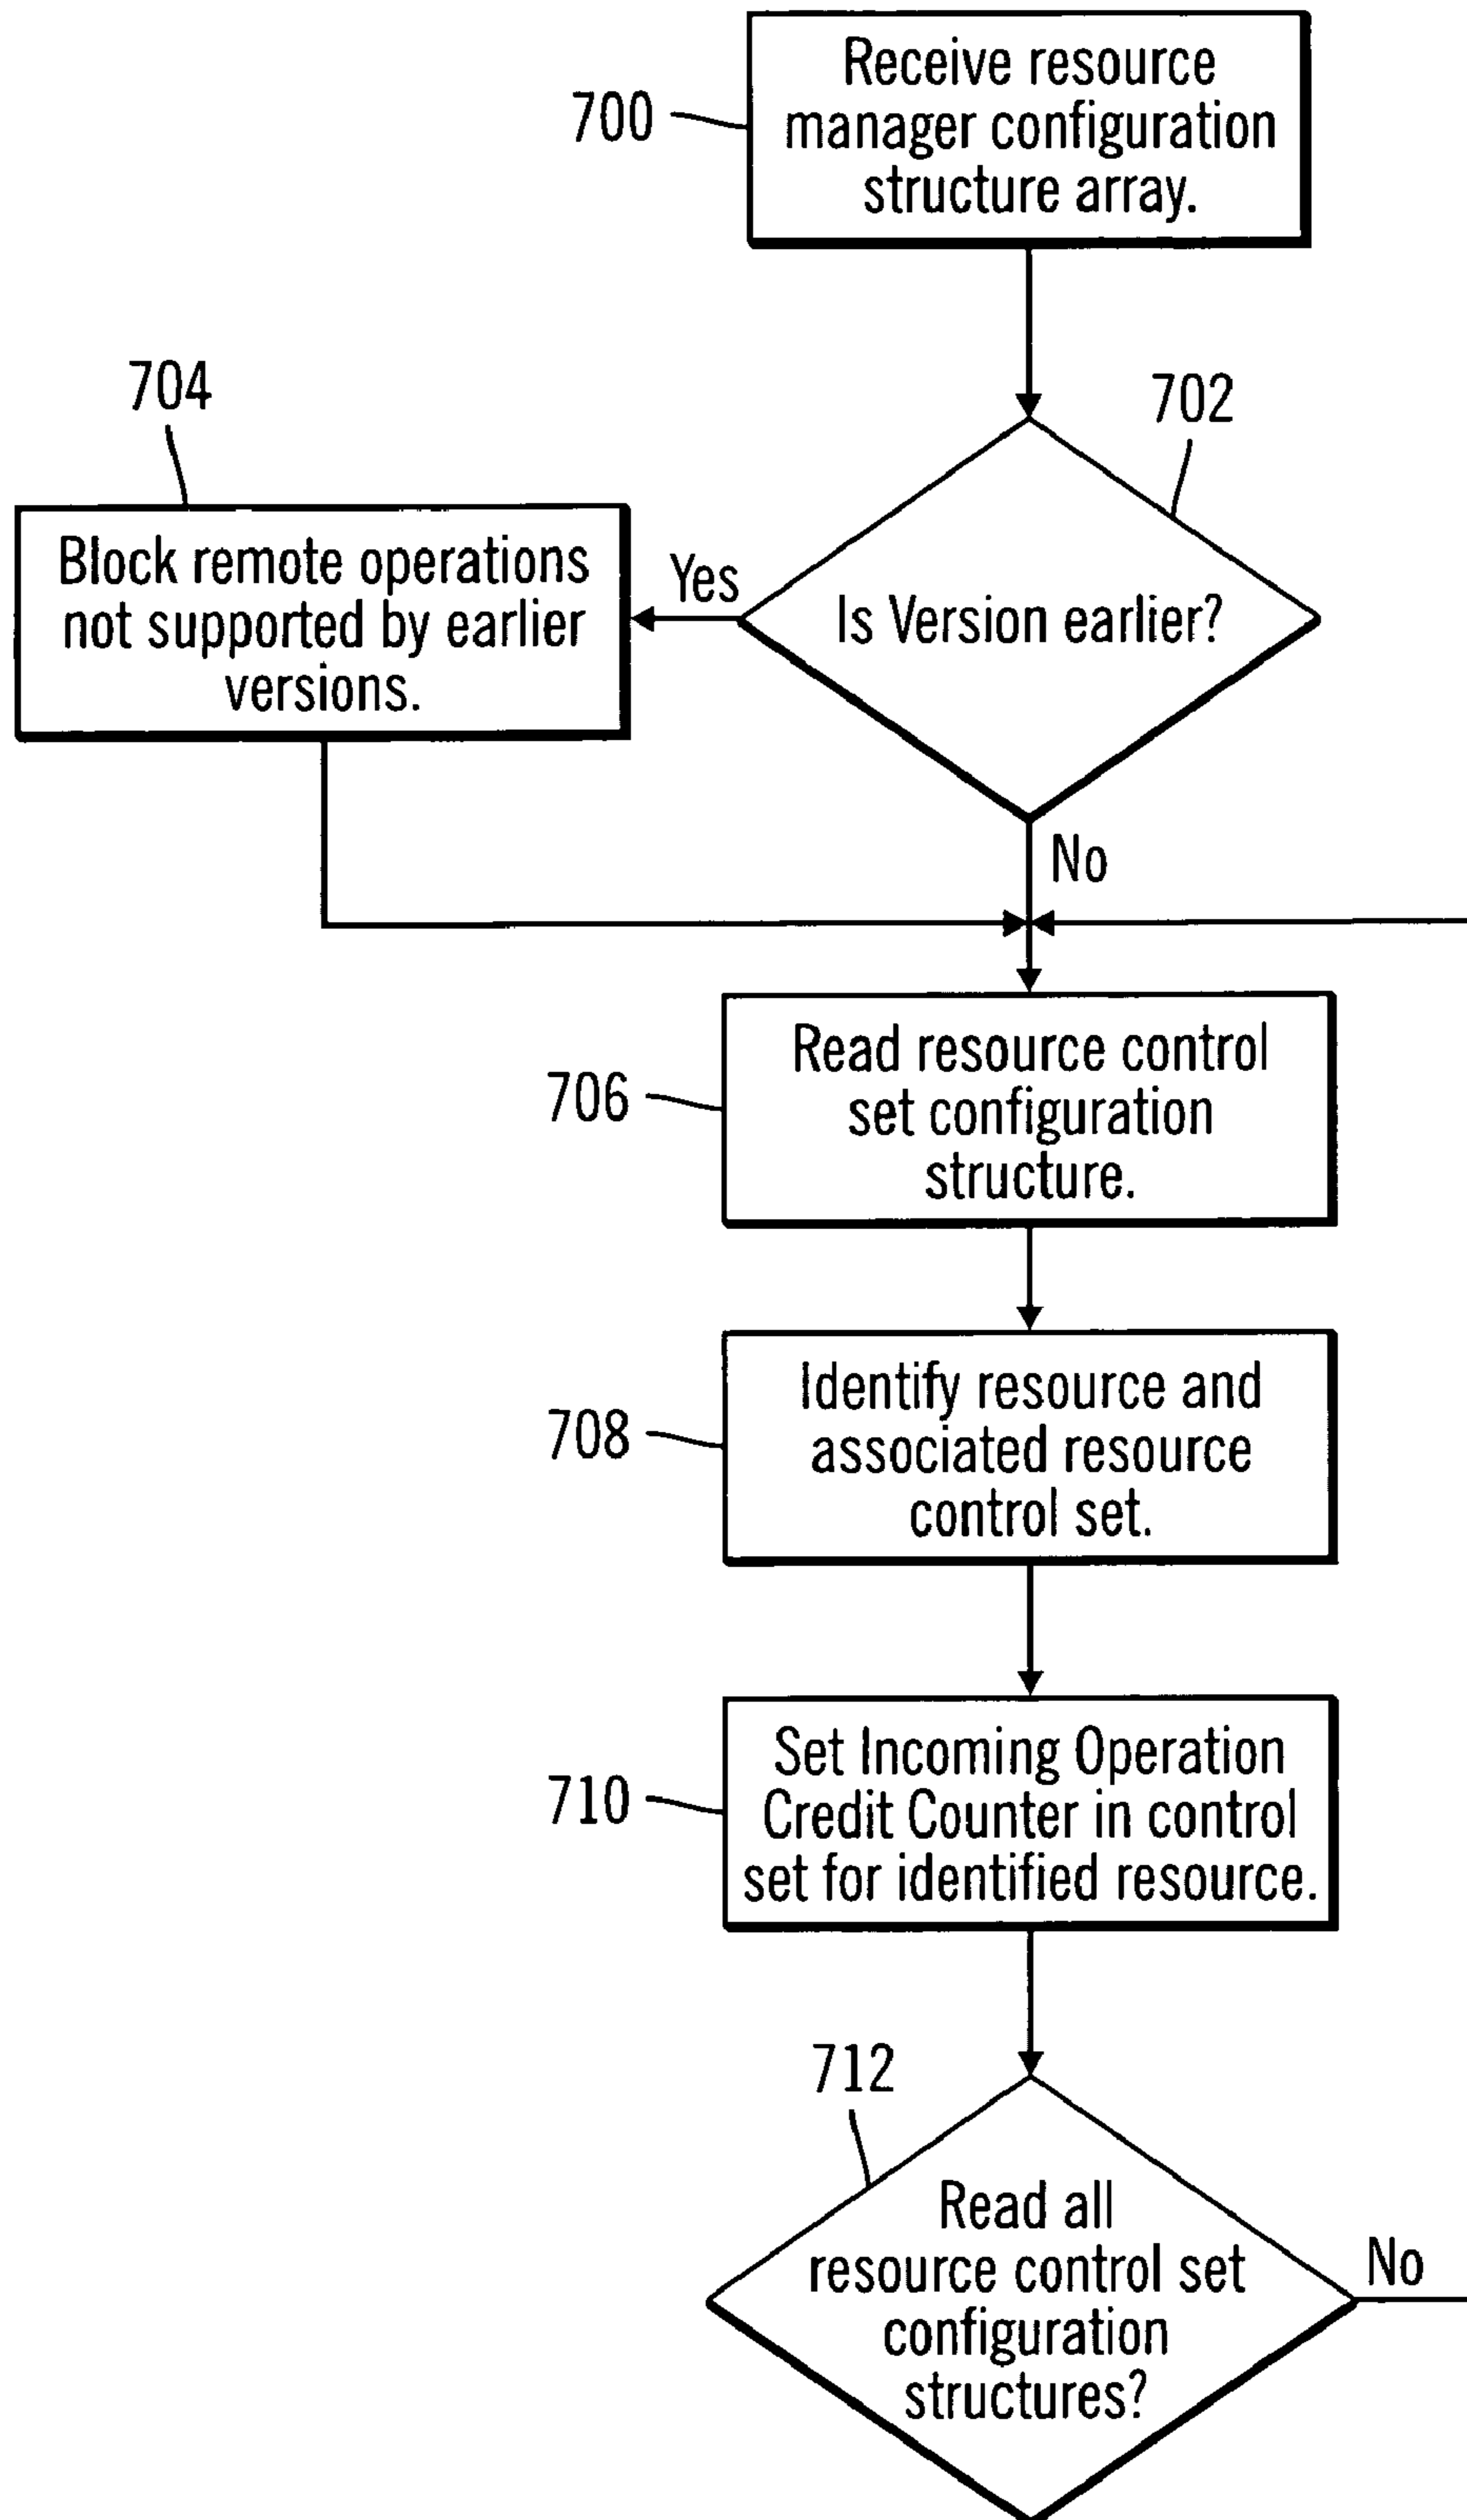 700
Receive resource
manager configuration
structure array.
704
702
Block remote operations
not supported by earlier
versions.
Yes
Is Version earlier?
No
706
Read resource control
set configuration
structure.
708
Identify resource and
associated resource
control set.
710
Set Incoming Operation
Credit Counter in control
set for identified resource.
712
Read all
resource control set
configuration
structures?
No